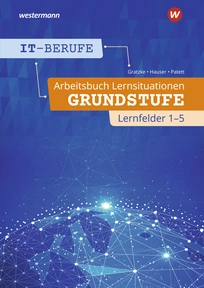 westermann
W
IT-BERUFE
Gratzke • Hauser • Patett
Arbeitsbuch Lernsituationen
GRUNDSTUFE
Lernfelder 1–5